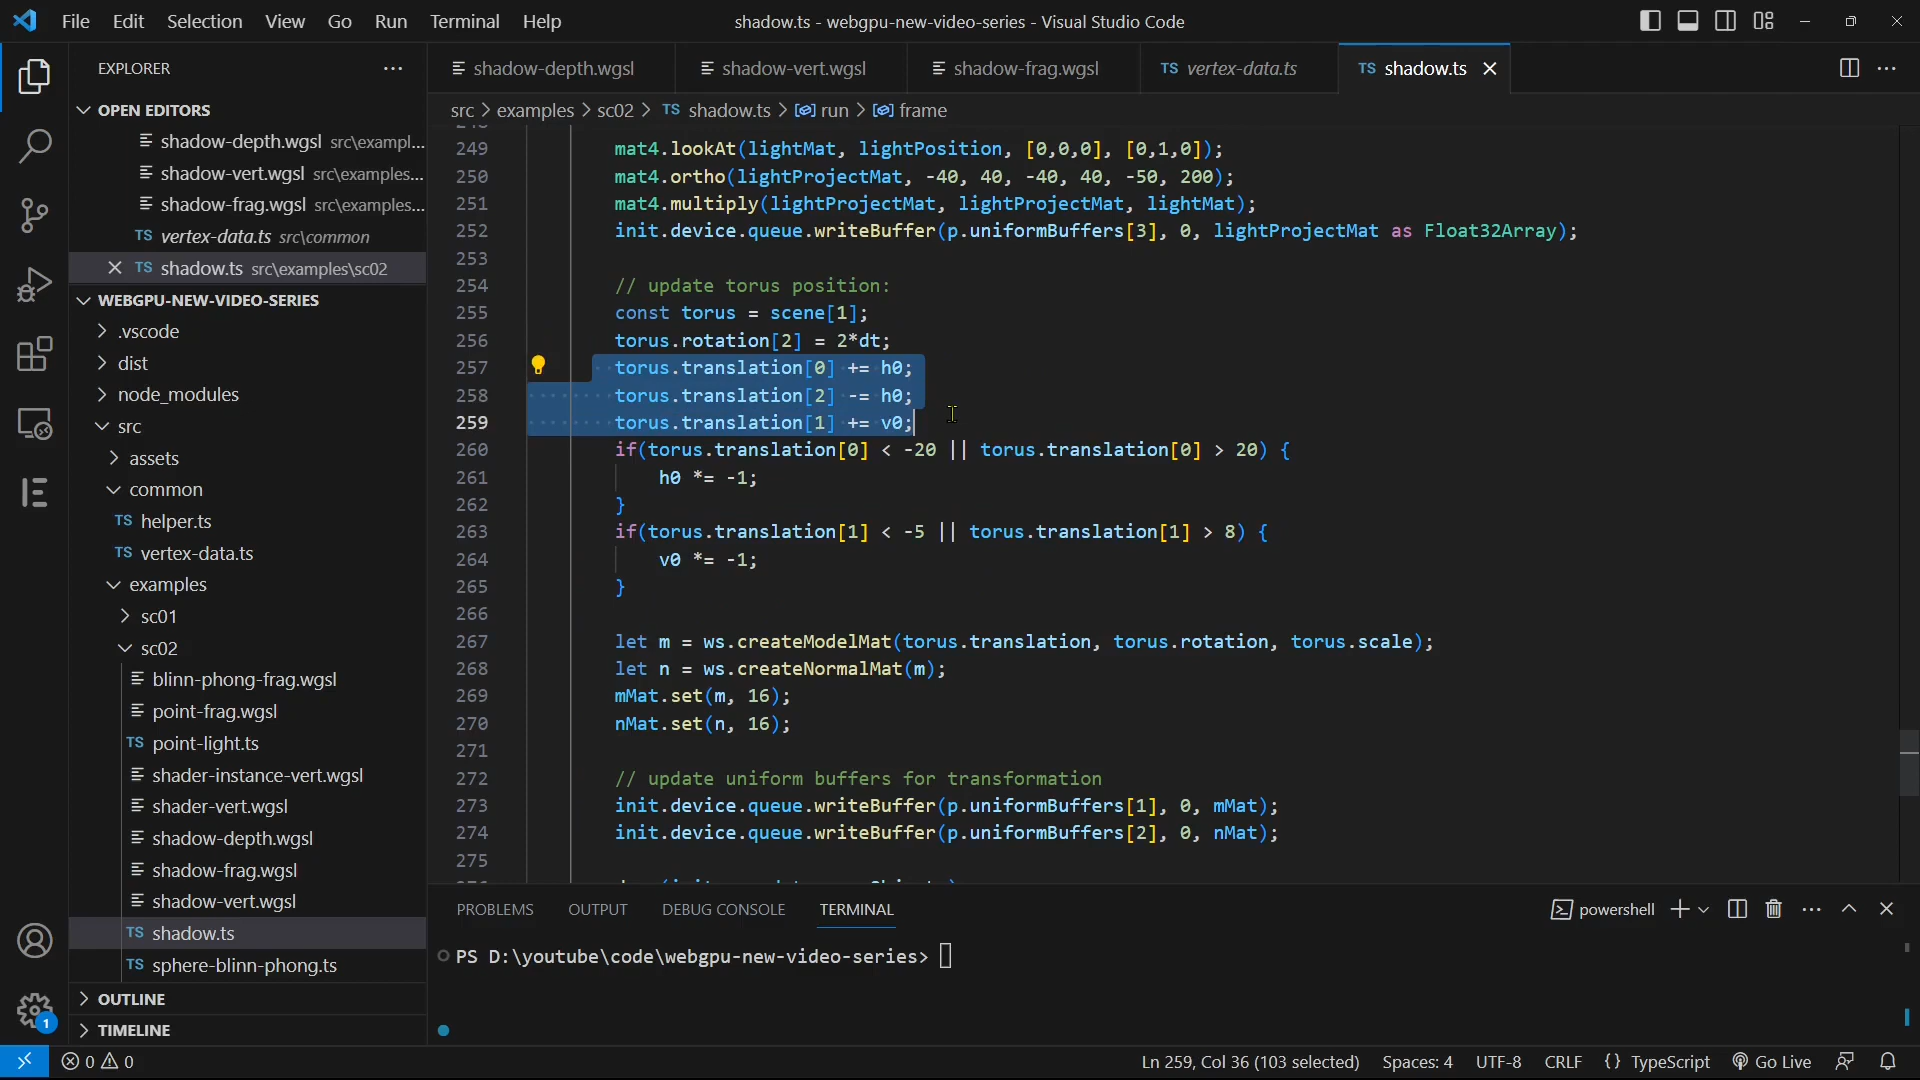 File Edit Selection View Go Run Terminal Help
shadow.ts - webgpu-new-video-series - Visual Studio Code
EXPLORER
OPEN EDITORS
shadow-depth.wgsl src\exampl...
shadow-vert.wgsl src\examples...
shadow-frag.wgsl src\examples...
TS vertex-data.ts src\common
TS shadow.ts src\examples\sc02
WEBGPU-NEW-VIDEO-SERIES
.vscode
dist
node_modules
src
assets
common
TS helper.ts
TS vertex-data.ts
examples
sc01
sc02
blinn-phong-frag.wgsl
point-frag.wgsl
TS point-light.ts
shader-instance-vert.wgsl
shader-vert.wgsl
shadow-depth.wgsl
shadow-frag.wgsl
shadow-vert.wgsl
TS shadow.ts
TS sphere-blinn-phong.ts
OUTLINE
TIMELINE
1
shadow-depth.wgsl shadow-vert.wgsl shadow-frag.wgsl TS vertex-data.ts TS shadow.ts
src > examples > sc02 > TS shadow.ts > run > frame
249 mat4.lookAt(lightMat, lightPosition, [0,0,0], [0,1,0]);
250 mat4.ortho(lightProjectMat, -40, 40, -40, 40, -50, 200);
251 mat4.multiply(lightProjectMat, lightProjectMat, lightMat);
252 init.device.queue.writeBuffer(p.uniformBuffers[3], 0, lightProjectMat as Float32Array);
253
254 // update torus position:
255 const torus = scene[1];
256 torus.rotation[2] = 2*dt;
257 torus.translation[0] += h0;
258 torus.translation[2] -= h0;
259 torus.translation[1] += v0;
260 if(torus.translation[0] < -20 || torus.translation[0] > 20) {
261 h0 *= -1;
262 }
263 if(torus.translation[1] < -5 || torus.translation[1] > 8) {
264 v0 *= -1;
265 }
266
267 let m = ws.createModelMat(torus.translation, torus.rotation, torus.scale);
268 let n = ws.createNormalMat(m);
269 mMat.set(m, 16);
270 nMat.set(n, 16);
271
272 // update uniform buffers for transformation
273 init.device.queue.writeBuffer(p.uniformBuffers[1], 0, mMat);
274 init.device.queue.writeBuffer(p.uniformBuffers[2], 0, nMat);
275
PROBLEMS OUTPUT DEBUG CONSOLE TERMINAL
powershell
PS D:\youtube\code\webgpu-new-video-series>
0 0
Ln 259, Col 36 (103 selected) Spaces: 4 UTF-8 CRLF {} TypeScript Go Live